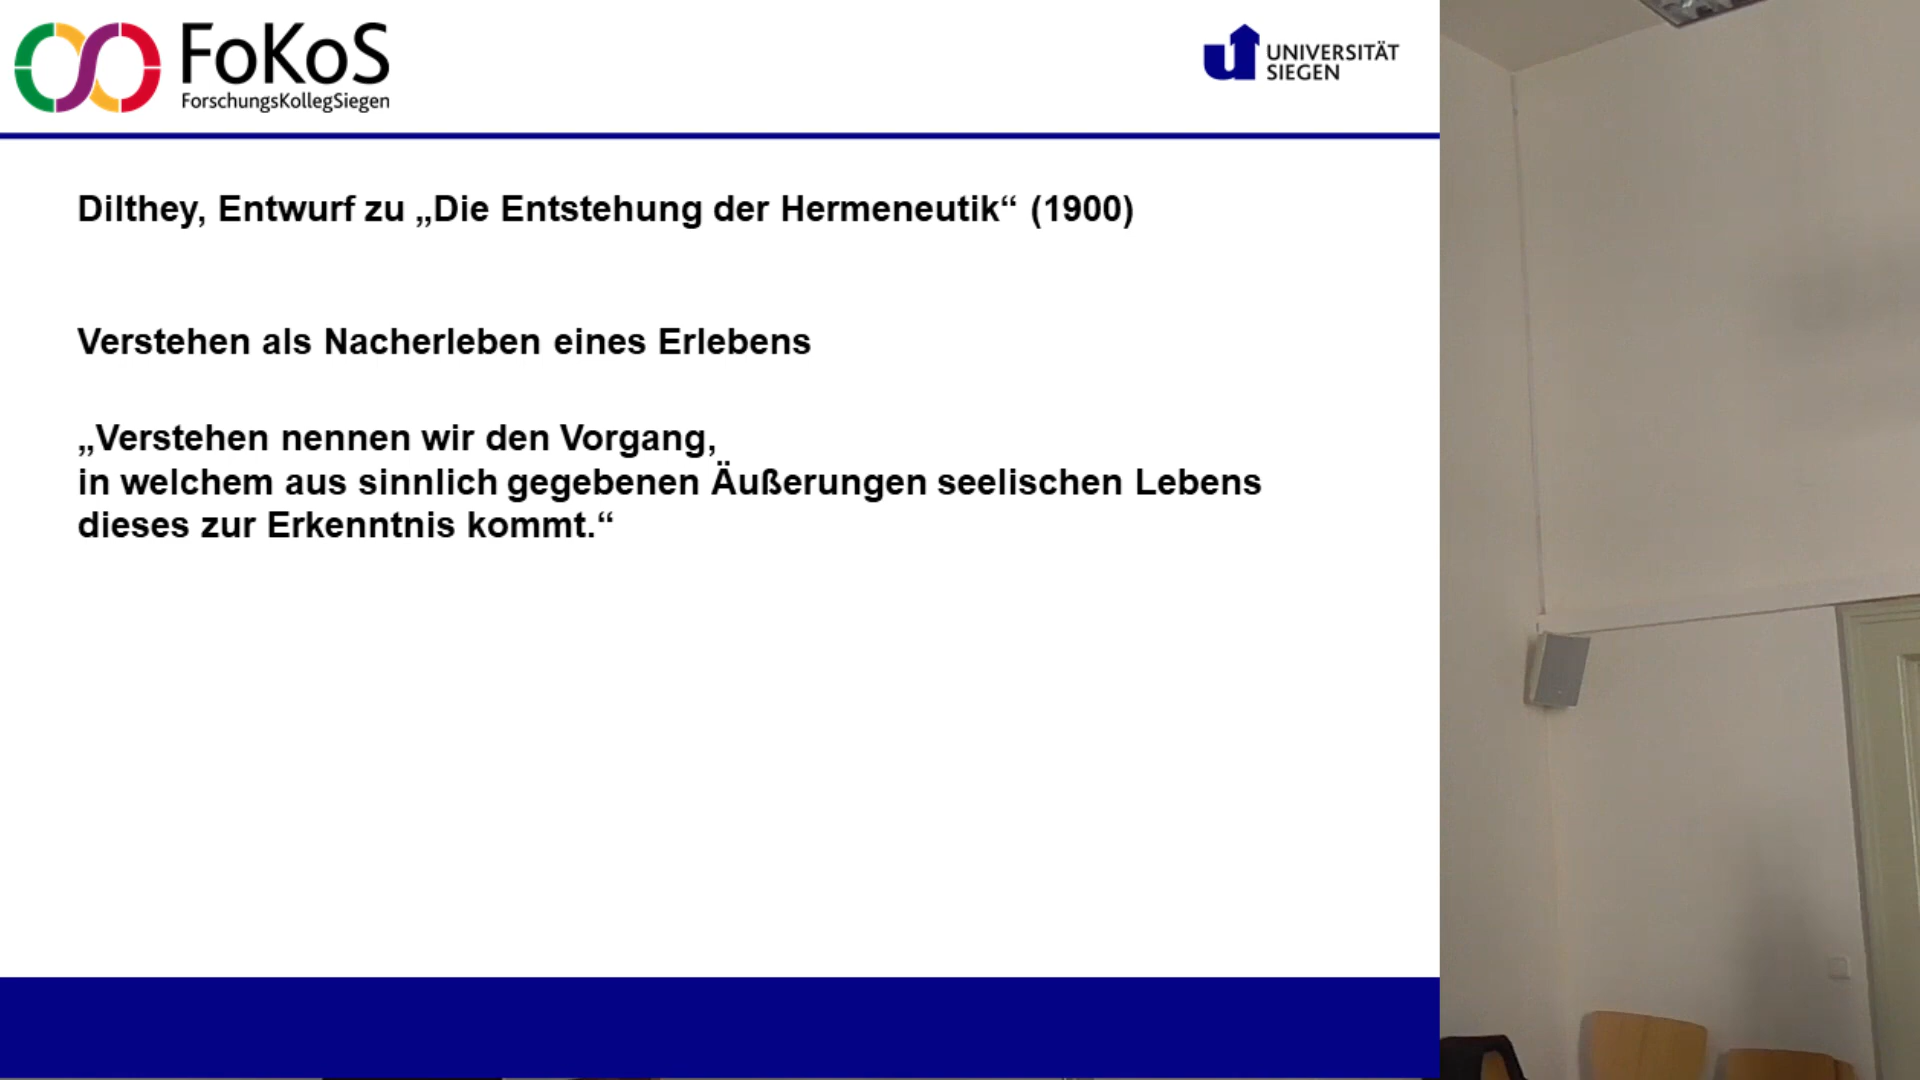 FoKoS
ForschungsKollegSiegen
UNIVERSITÄT
SIEGEN
Dilthey, Entwurf zu „Die Entstehung der Hermeneutik“ (1900)
Verstehen als Nacherleben eines Erlebens
„Verstehen nennen wir den Vorgang,
in welchem aus sinnlich gegebenen Äußerungen seelischen Lebens
dieses zur Erkenntnis kommt.“